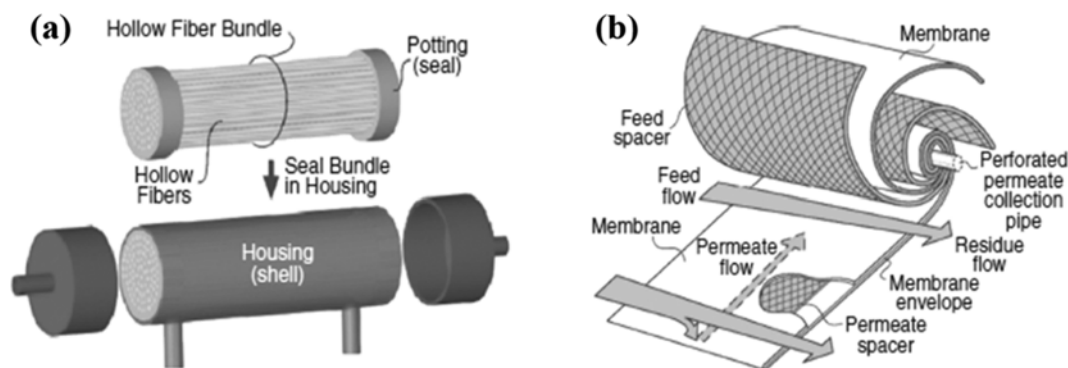 (a)
Hollow Fiber Bundle
Potting
(seal)
Hollow
Fibers
Seal Bundle
in Housing
Housing
(shell)
(b)
Membrane
Feed
spacer
Perforated
permeate
collection
pipe
Feed
flow
Membrane
Permeate
flow
Residue
flow
Membrane
envelope
Permeate
spacer